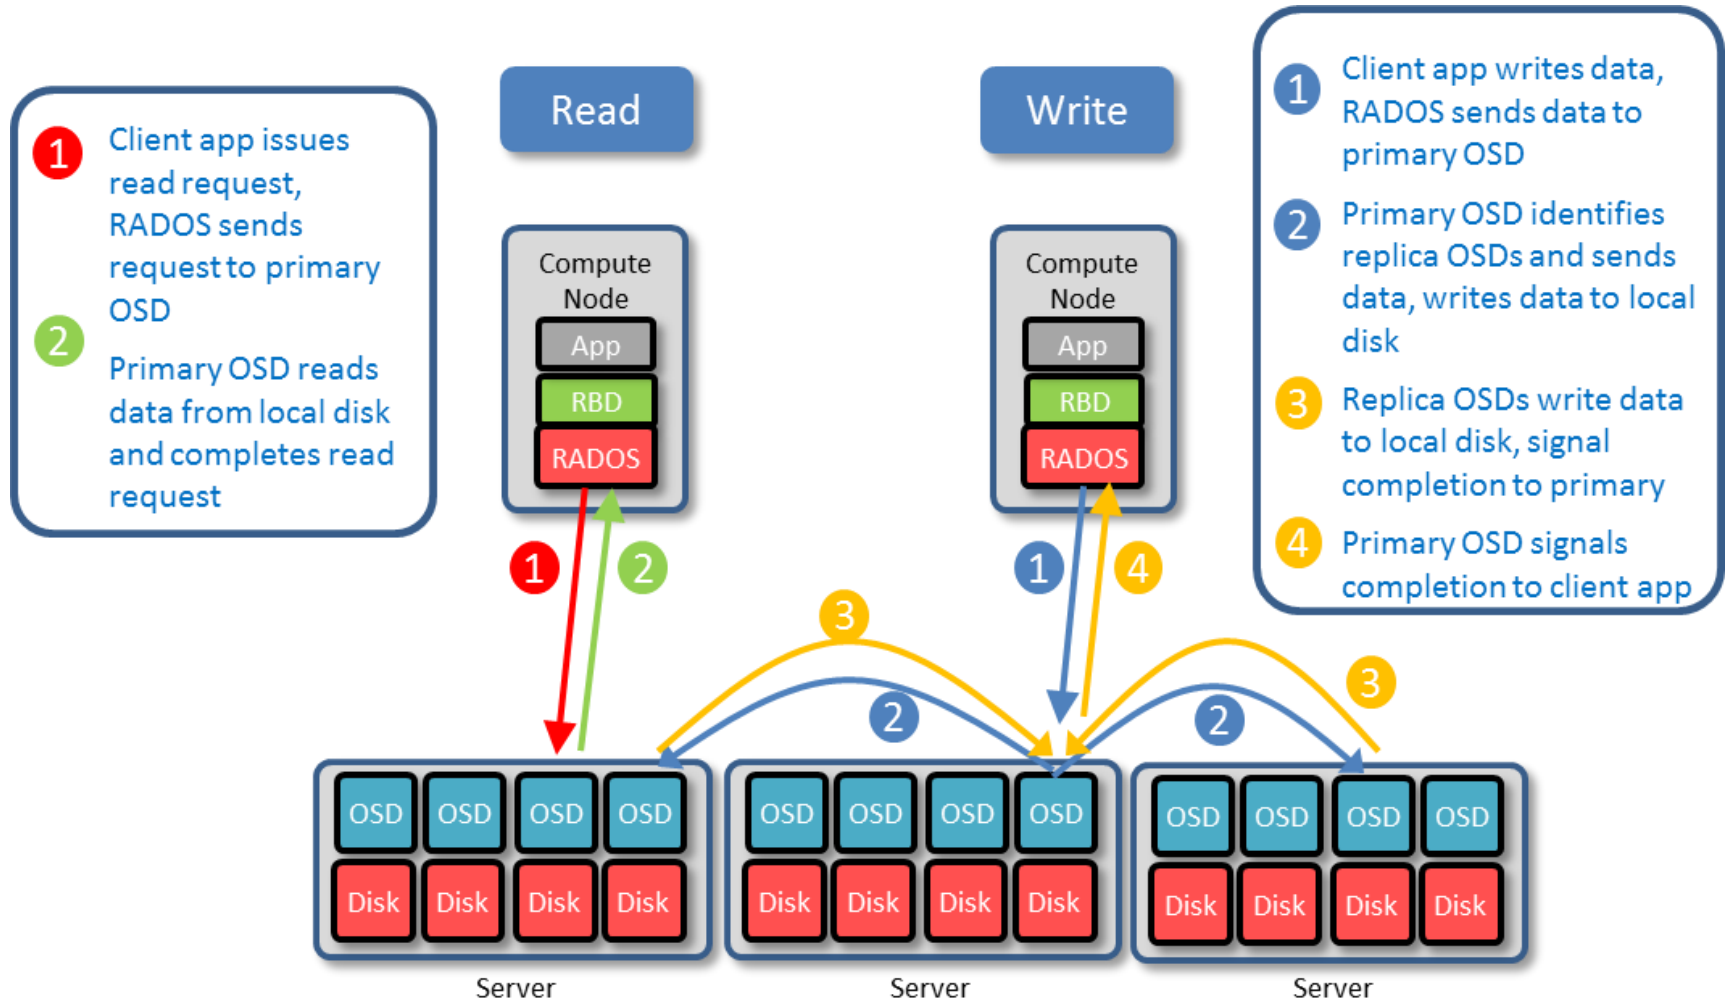 Read
Write
1
Client app issues
read request,
RADOS sends
request to primary
OSD
2
Primary OSD reads
data from local disk
and completes read
request
1
Client app writes data,
RADOS sends data to
primary OSD
2
Primary OSD identifies
replica OSDs and sends
data, writes data to local
disk
3
Replica OSDs write data
to local disk, signal
completion to primary
4
Primary OSD signals
completion to client app
Compute
Node
App
RBD
RADOS
Compute
Node
App
RBD
RADOS
1
2
1
4
3
2
2
3
OSD OSD OSD OSD
Disk Disk Disk Disk
Server
OSD OSD OSD OSD
Disk Disk Disk Disk
Server
OSD OSD OSD OSD
Disk Disk Disk Disk
Server